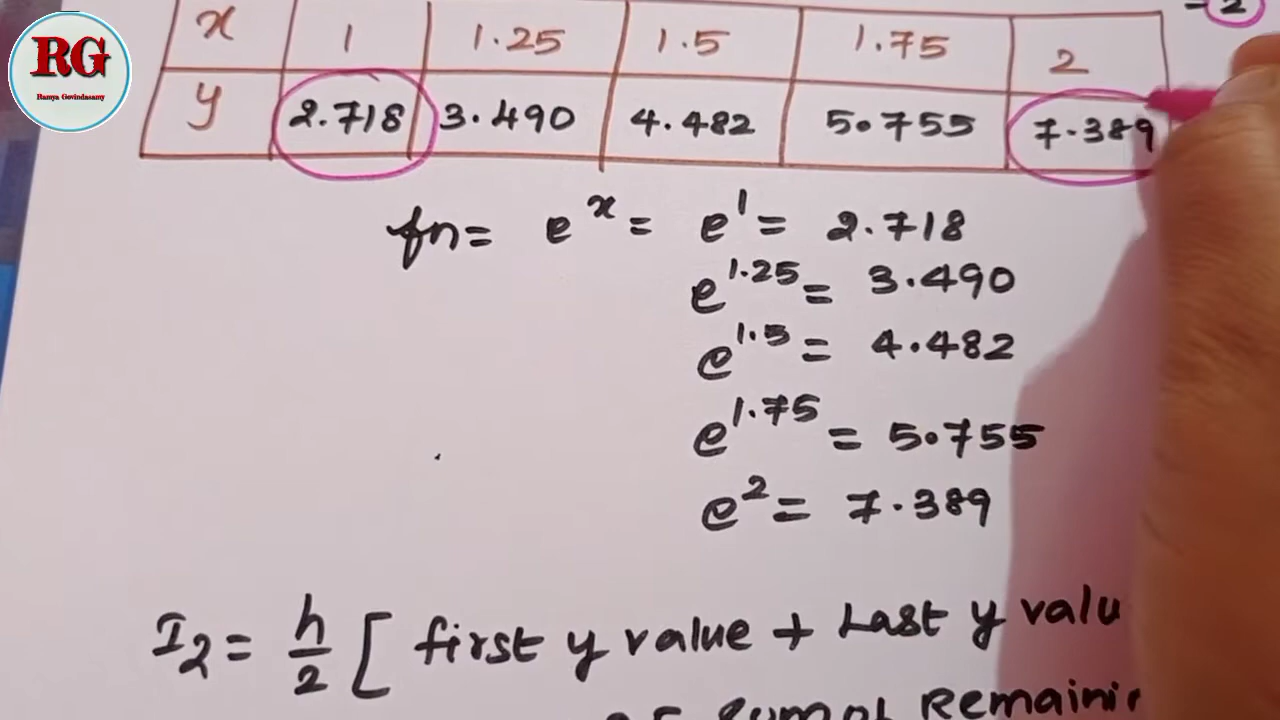 RG
Ramya Govindasamy
= 2
x 1 1.25 1.5 1.75 2
y 2.718 3.490 4.482 5.755 7.389
fn = e^x = e^1 = 2.718
e^1.25 = 3.490
e^1.5 = 4.482
e^1.75 = 5.755
e^2 = 7.389
I2 = h/2 [ first y value + Last y valu
Remaini